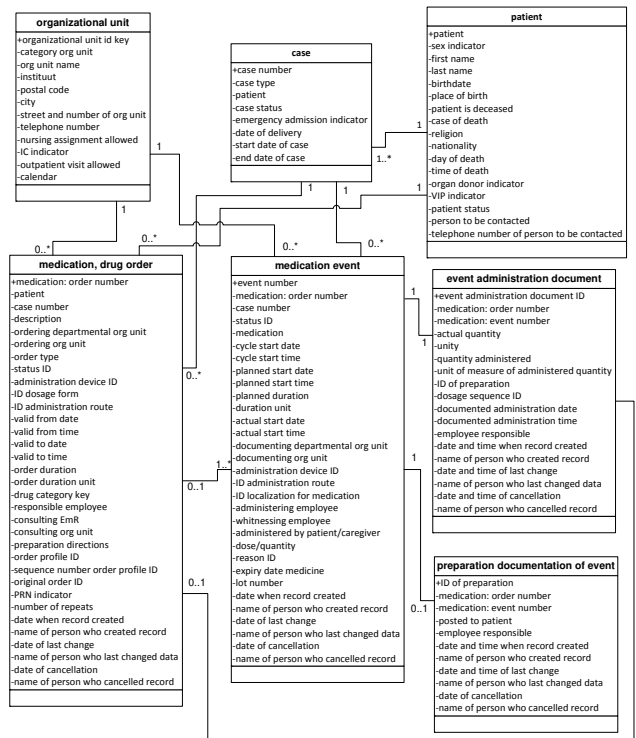 organizational unit
+organizational unit id key
-category org unit
-org unit name
-instituut
-postal code
-city
-street and number of org unit
-telephone number
-nursing assignment allowed
-IC indicator
-outpatient visit allowed
-calendar
case
+case number
-case type
-patient
-case status
-emergency admission indicator
-date of delivery
-start date of case
-end date of case
patient
+patient
-sex indicator
-first name
-last name
-birthdate
-place of birth
-patient is deceased
-case of death
-religion
-nationality
-day of death
-time of death
-organ donor indicator
-VIP indicator
-patient status
-person to be contacted
-telephone number of person to be contacted
1
1..*
1
1
1
1
1
0..*
0..*
0..*
0..*
medication, drug order
+medication: order number
-patient
-case number
-description
-ordering departmental org unit
-ordering org unit
-order type
-status ID
-administration device ID
-ID dosage form
-ID administration route
-valid from date
-valid from time
-valid to date
-valid to time
-order duration
-order duration unit
-drug category key
-responsible employee
-consulting EmR
-consulting org unit
-preparation directions
-order profile ID
-sequence number order profile ID
-original order ID
-PRN indicator
-number of repeats
-date when record created
-name of person who created record
-date of last change
-name of person who last changed data
-date of cancellation
-name of person who cancelled record
0..*
1..*
0..1
0..1
medication event
+event number
-medication: order number
-case number
-status ID
-medication
-cycle start date
-cycle start time
-planned start date
-planned start time
-planned duration
-duration unit
-actual start date
-actual start time
-documenting departmental org unit
-documenting org unit
-administration device ID
-ID administration route
-ID localization for medication
-administering employee
-whitnessing employee
-administered by patient/caregiver
-dose/quantity
-reason ID
-expiry date medicine
-lot number
-date when record created
-name of person who created record
-date of last change
-name of person who last changed data
-date of cancellation
-name of person who cancelled record
1
1
1
0..1
event administration document
+event administration document ID
-medication: order number
-medication: event number
-actual quantity
-unity
-quantity administered
-unit of measure of administered quantity
-ID of preparation
-dosage sequence ID
-documented administration date
-documented administration time
-employee responsible
-date and time when record created
-name of person who created record
-date and time of last change
-name of person who last changed data
-date and time of cancellation
-name of person who cancelled record
preparation documentation of event
+ID of preparation
-medication: order number
-medication: event number
-posted to patient
-employee responsible
-date and time when record created
-name of person who created record
-date and time of last change
-name of person who last changed data
-date of cancellation
-name of person who cancelled record